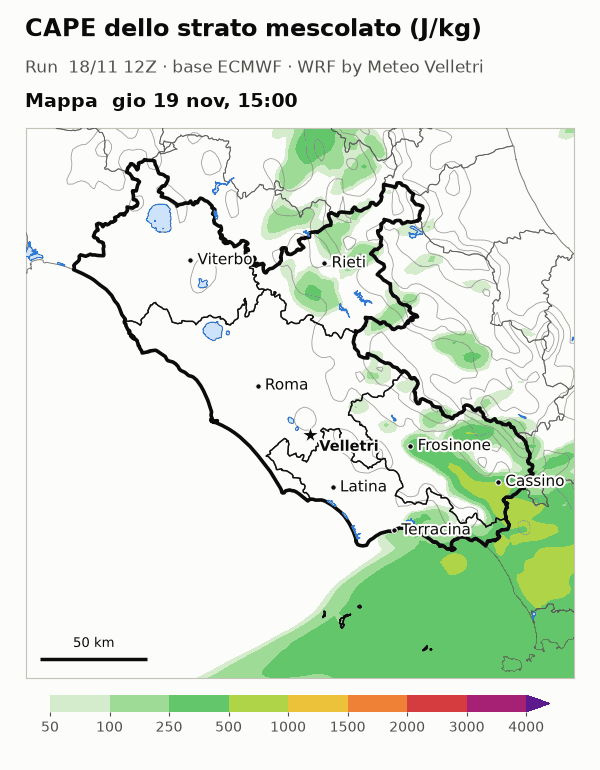 CAPE dello strato mescolato (J/kg)
Run  18/11 12Z · base ECMWF · WRF by Meteo Velletri
Mappa  gio 19 nov, 15:00
Viterbo
Rieti
Roma
Velletri
Frosinone
Cassino
Latina
Terracina
50 km
50 100 250 500 1000 1500 2000 3000 4000